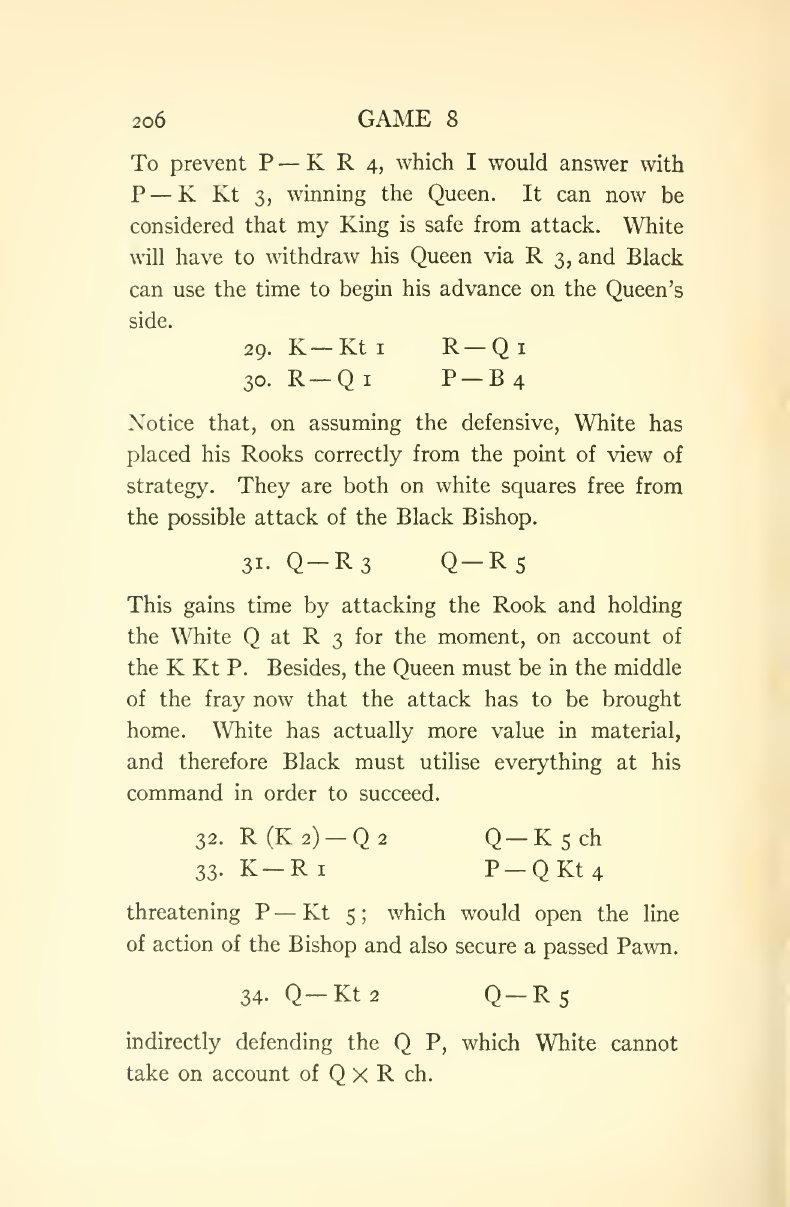 206 GAME 8
To prevent P — K R 4, which I would answer with
P — K Kt 3, winning the Queen. It can now be
considered that my King is safe from attack. White
will have to withdraw his Queen via R 3, and Black
can use the time to begin his advance on the Queen's
side.
29. K — Kt 1 R — Q 1
30. R — Q 1 P — B 4
Notice that, on assuming the defensive, White has
placed his Rooks correctly from the point of view of
strategy. They are both on white squares free from
the possible attack of the Black Bishop.
31. Q — R 3 Q — R 5
This gains time by attacking the Rook and holding
the White Q at R 3 for the moment, on account of
the K Kt P. Besides, the Queen must be in the middle
of the fray now that the attack has to be brought
home. White has actually more value in material,
and therefore Black must utilise everything at his
command in order to succeed.
32. R (K 2) — Q 2 Q — K 5 ch
33. K — R 1 P — Q Kt 4
threatening P — Kt 5; which would open the line
of action of the Bishop and also secure a passed Pawn.
34. Q — Kt 2 Q — R 5
indirectly defending the Q P, which White cannot
take on account of Q × R ch.